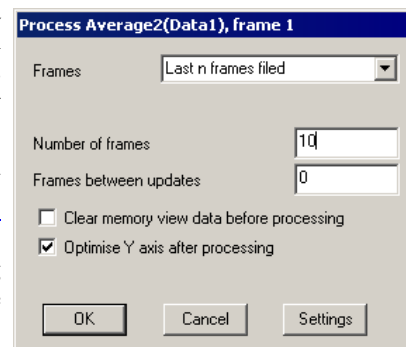 Process Average2(Data1), frame 1
Frames Last n frames filed
Number of frames 10
Frames between updates 0
Clear memory view data before processing
Optimise Y axis after processing
OK Cancel Settings